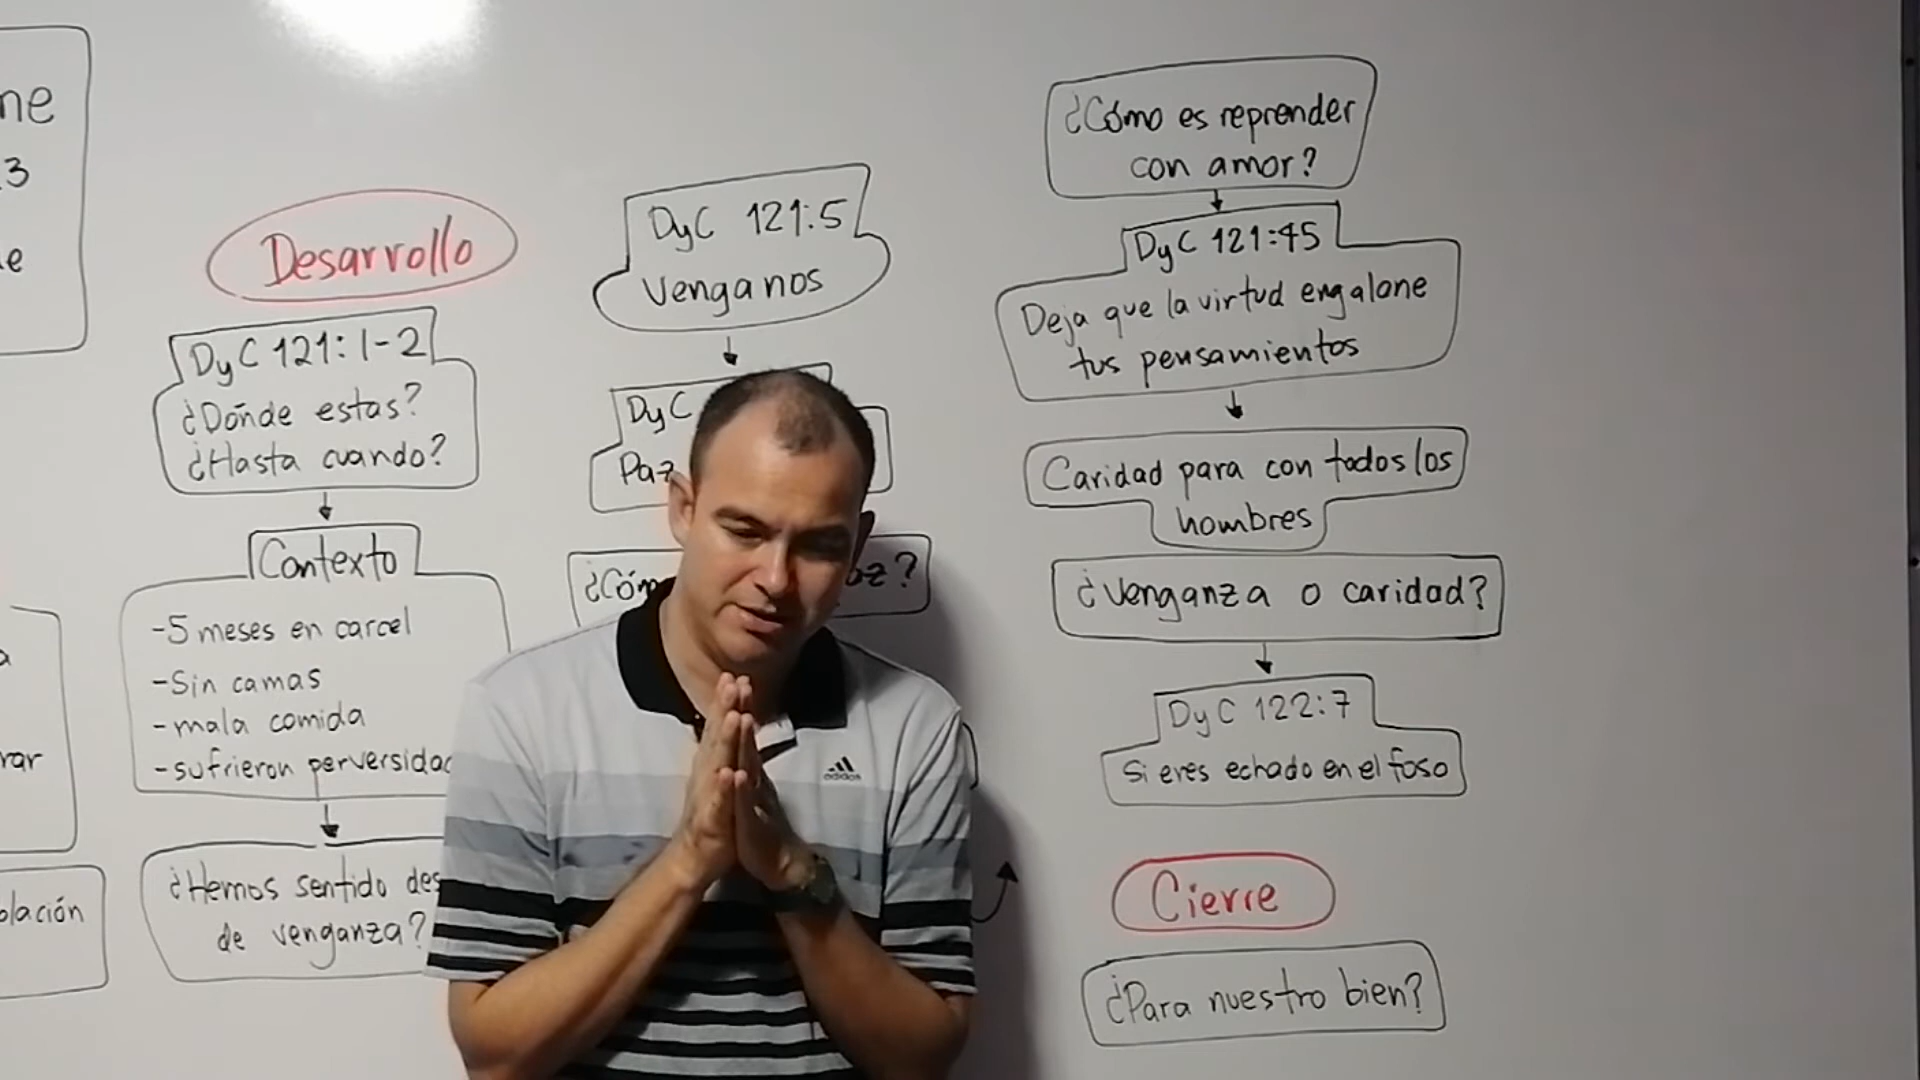 ne
3
e
a
rar
olación
Desarrollo
DyC 121:1-2
¿Dónde estas?
¿Hasta cuando?
Contexto
-5 meses en carcel
-Sin camas
-mala comida
-sufrieron perversidad
¿Hemos sentido des
de venganza?
DyC 121:5
Venganos
DyC
Paz
¿Cóm
oz?
adidas
¿Cómo es reprender
con amor?
DyC 121:45
Deja que la virtud engalane
tus pensamientos
Caridad para con todos los
hombres
¿Venganza o caridad?
DyC 122:7
Si eres echado en el foso
Cierre
¿Para nuestro bien?